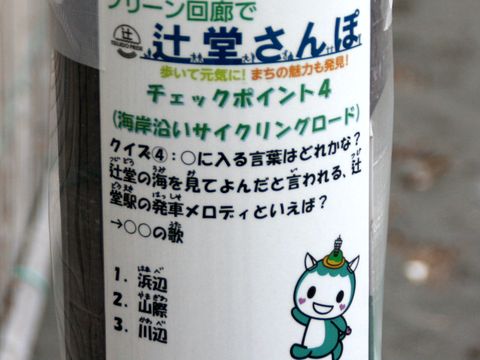 グリーン回廊で
辻
TSUJIDO PRIDE
辻堂さんぽ
歩いて元気に! まちの魅力も発見!
チェックポイント4
(海岸沿いサイクリングロード)
クイズ④:○に入る言葉はどれかな?
辻堂の海を見てよんだと言われる、辻
堂駅の発車メロディといえば?
→○○の歌
1. 浜辺
2. 山際
3. 川辺